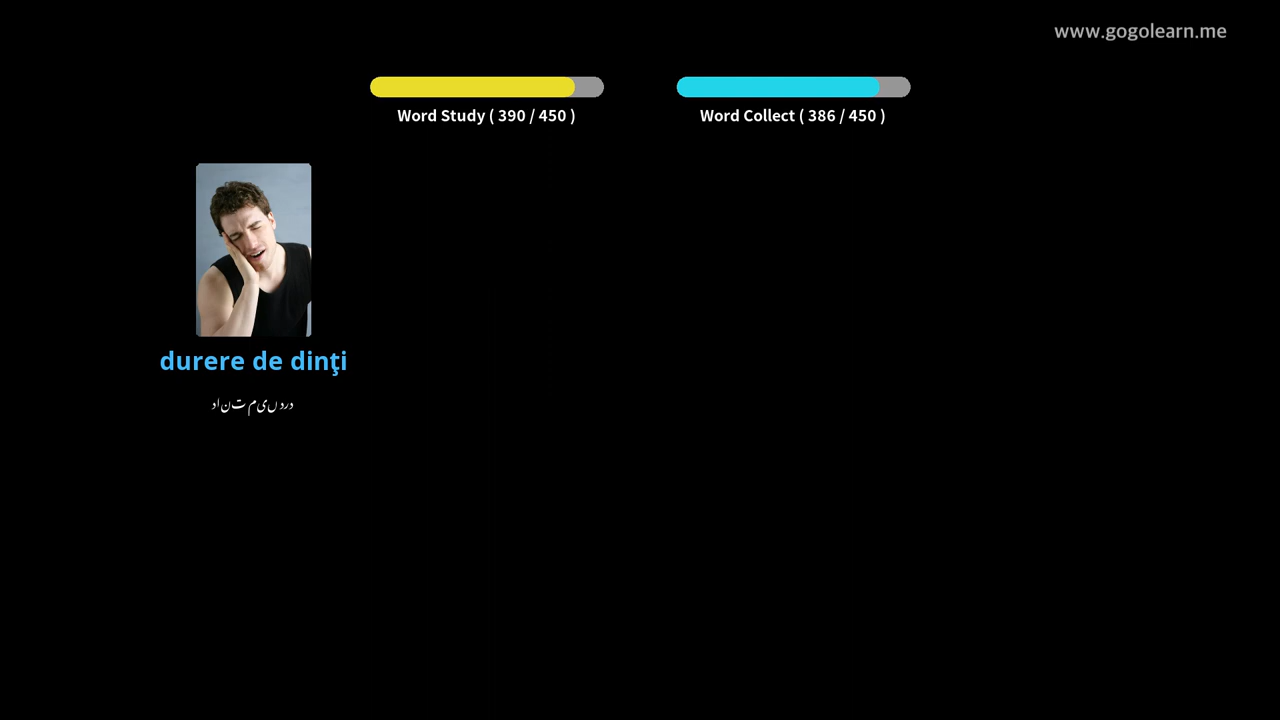 www.gogolearn.me
Word Study ( 390 / 450 )
Word Collect ( 386 / 450 )
durere de dinţi
دانت میں درد